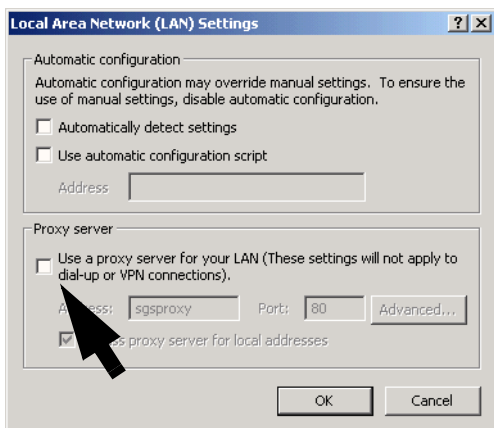 Local Area Network (LAN) Settings
Automatic configuration
Automatic configuration may override manual settings. To ensure the
use of manual settings, disable automatic configuration.
Automatically detect settings
Use automatic configuration script
Address
Proxy server
Use a proxy server for your LAN (These settings will not apply to
dial-up or VPN connections).
sgsproxy Port: 80 Advanced...
proxy server for local addresses
OK Cancel